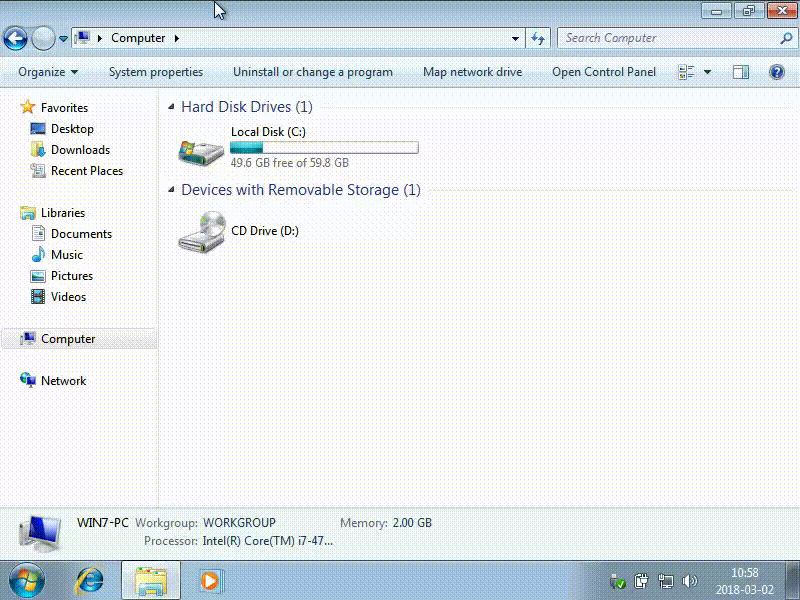 Computer
Search Computer
Organize
System properties
Uninstall or change a program
Map network drive
Open Control Panel
Favorites
Desktop
Downloads
Recent Places
Libraries
Documents
Music
Pictures
Videos
Computer
Network
Hard Disk Drives (1)
Local Disk (C:)
49.6 GB free of 59.8 GB
Devices with Removable Storage (1)
CD Drive (D:)
WIN7-PC Workgroup: WORKGROUP Memory: 2.00 GB
Processor: Intel(R) Core(TM) i7-47...
10:58
2018-03-02